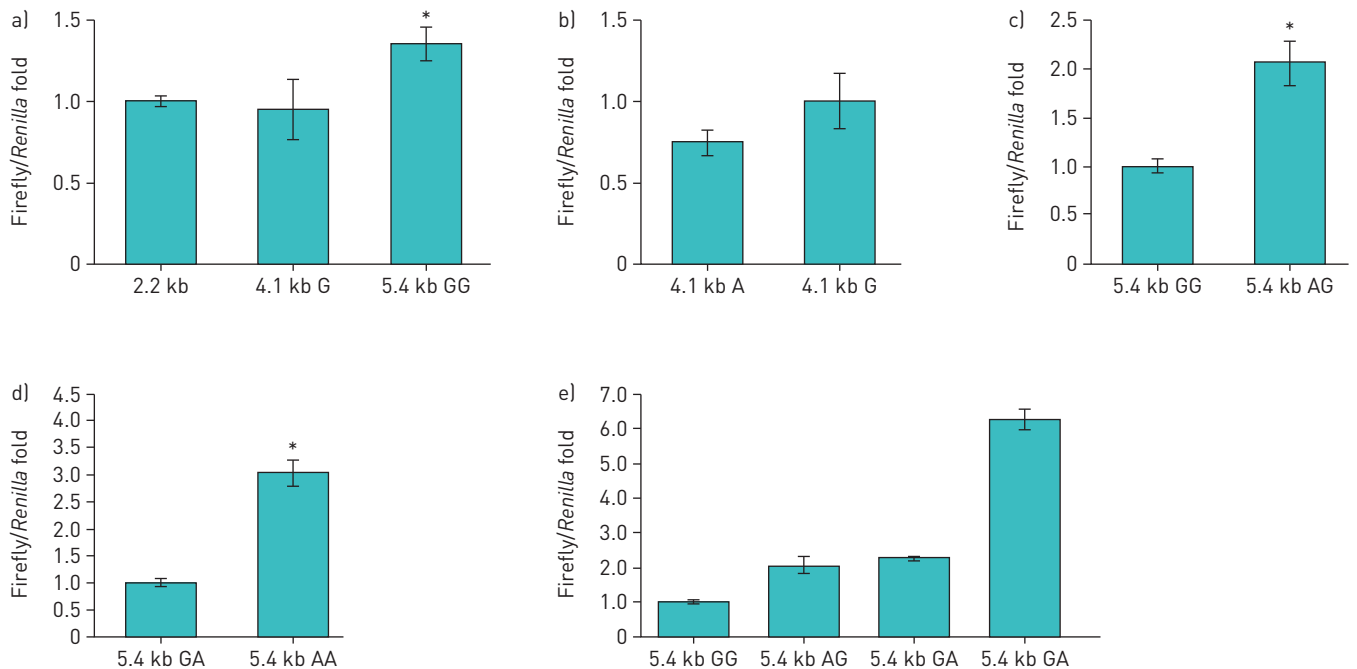 a)
Firefly/Renilla fold
1.5
1.0
0.5
0
*
2.2 kb 4.1 kb G 5.4 kb GG
b)
Firefly/Renilla fold
1.5
1.0
0.5
0
4.1 kb A 4.1 kb G
c)
Firefly/Renilla fold
2.5
2.0
1.5
1.0
0.5
0
*
5.4 kb GG 5.4 kb AG
d)
Firefly/Renilla fold
4.5
4.0
3.5
3.0
2.5
2.0
1.5
1.0
0.5
0
*
5.4 kb GA 5.4 kb AA
e)
Firefly/Renilla fold
7.0
6.0
5.0
4.0
3.0
2.0
1.0
0
5.4 kb GG 5.4 kb AG 5.4 kb GA 5.4 kb GA